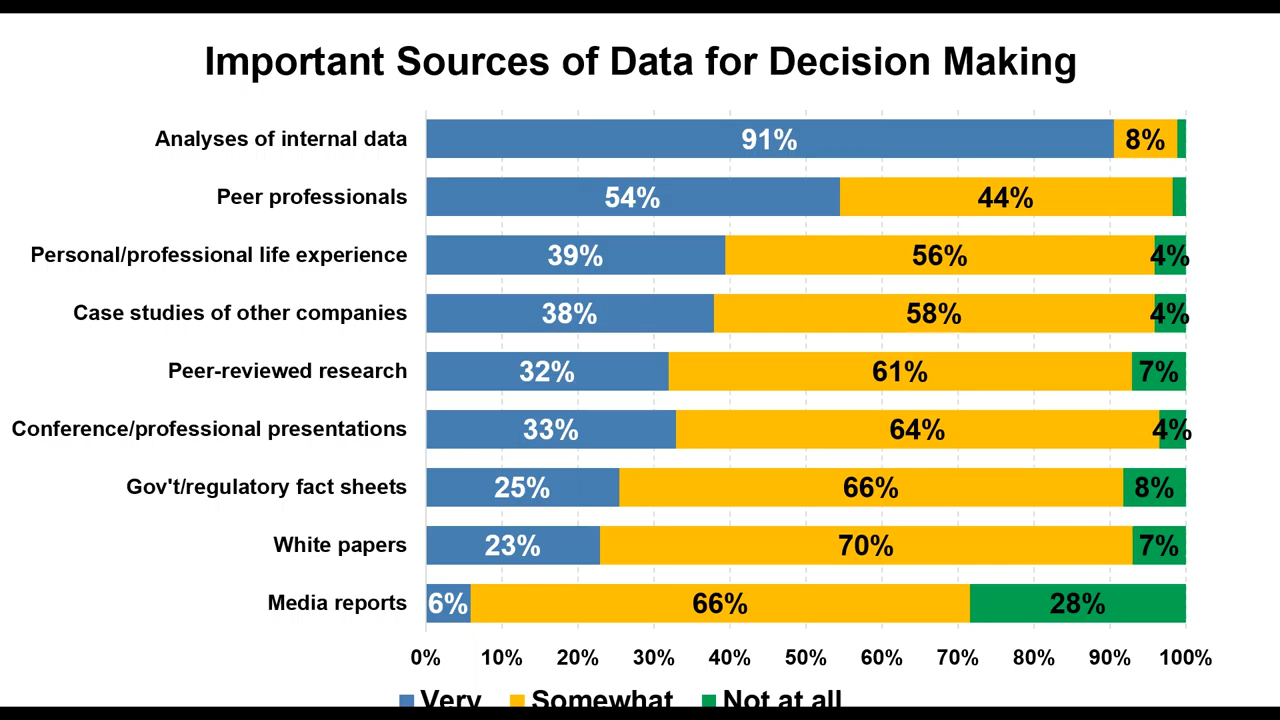 Important Sources of Data for Decision Making
Analyses of internal data 91% 8%
Peer professionals 54% 44%
Personal/professional life experience 39% 56% 4%
Case studies of other companies 38% 58% 4%
Peer-reviewed research 32% 61% 7%
Conference/professional presentations 33% 64% 4%
Gov't/regulatory fact sheets 25% 66% 8%
White papers 23% 70% 7%
Media reports 6% 66% 28%
0% 10% 20% 30% 40% 50% 60% 70% 80% 90% 100%
Very Somewhat Not at all